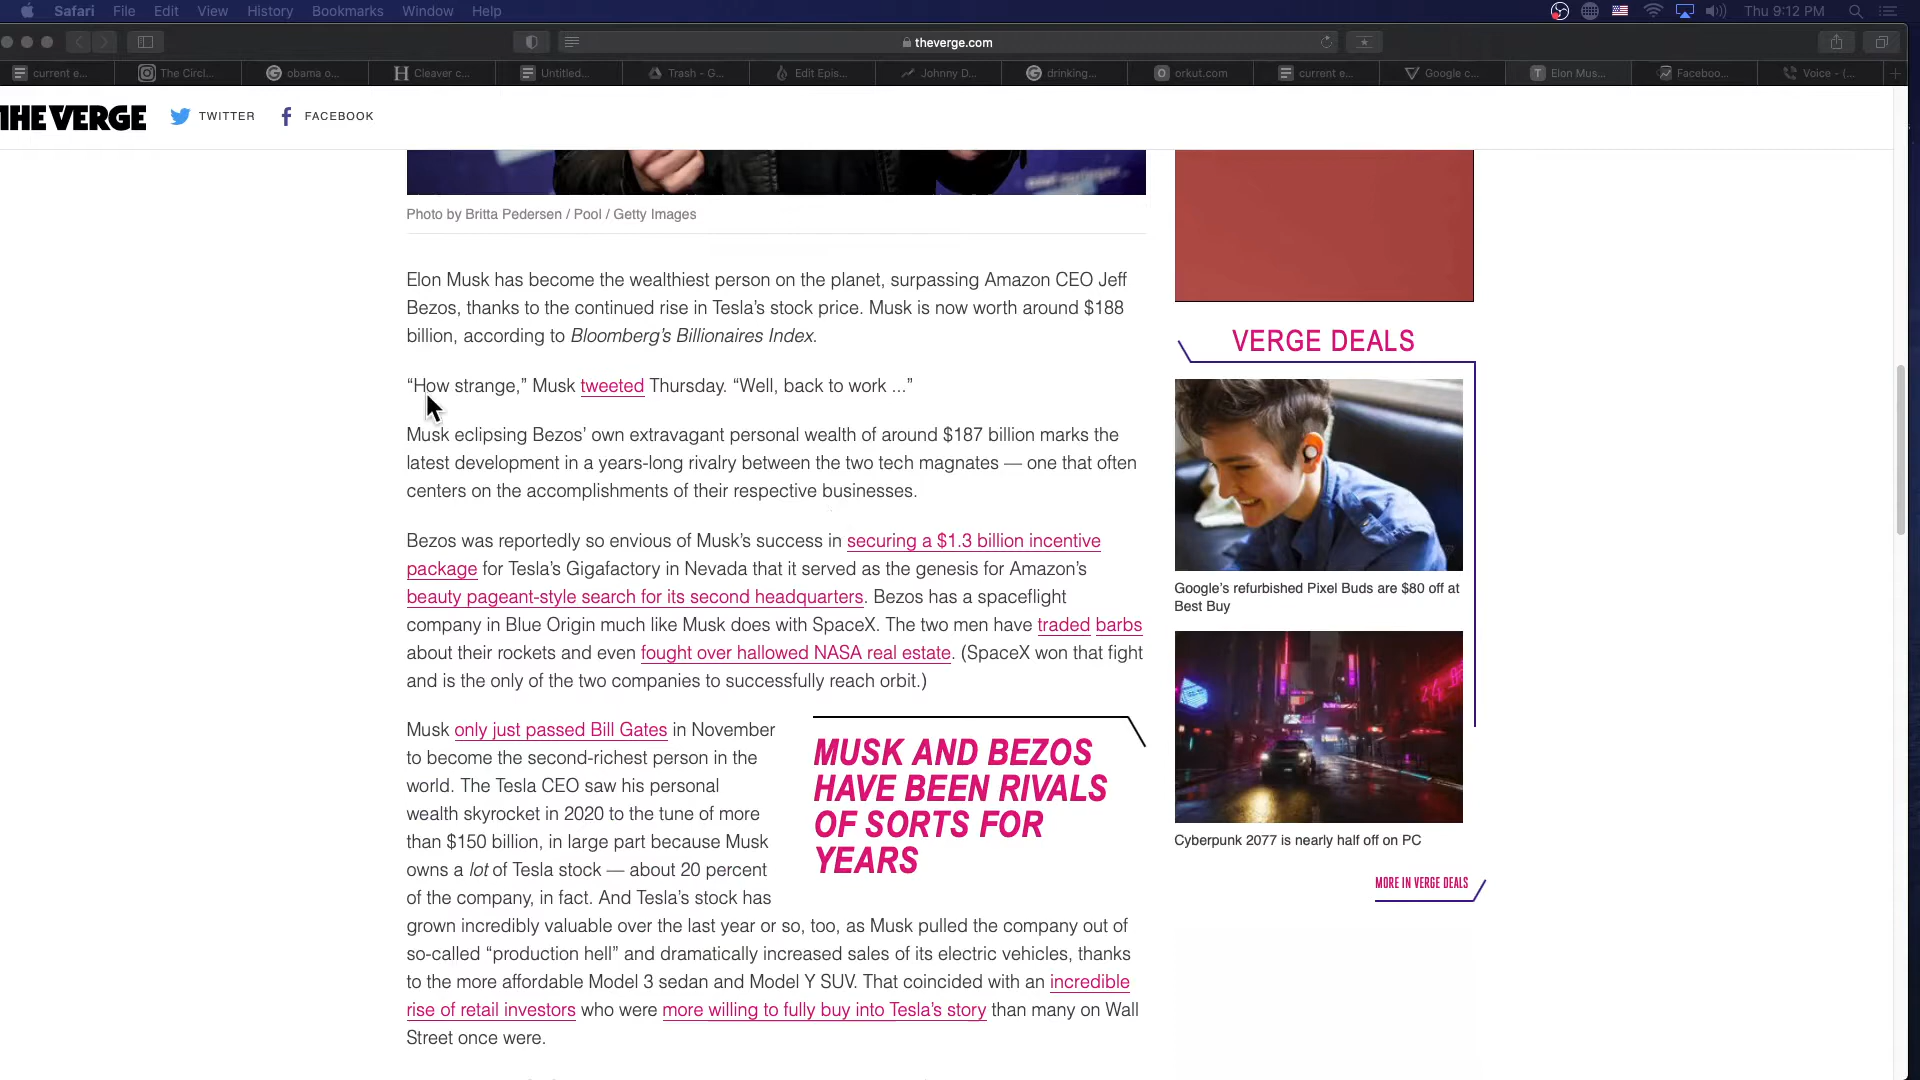 Safari File Edit View History Bookmarks Window Help Thu 9:12 PM
theverge.com
current e... The Circl... obama o... Cleaver c... Untitled... Trash - G... Edit Epis... Johnny D... drinking... orkut.com current e... Google c... Elon Mus... Faceboo... Voice - (...
THE VERGE TWITTER FACEBOOK
Photo by Britta Pedersen / Pool / Getty Images
Elon Musk has become the wealthiest person on the planet, surpassing Amazon CEO Jeff
Bezos, thanks to the continued rise in Tesla’s stock price. Musk is now worth around $188
billion, according to Bloomberg’s Billionaires Index.
“How strange,” Musk tweeted Thursday. “Well, back to work ...”
Musk eclipsing Bezos’ own extravagant personal wealth of around $187 billion marks the
latest development in a years-long rivalry between the two tech magnates — one that often
centers on the accomplishments of their respective businesses.
Bezos was reportedly so envious of Musk’s success in securing a $1.3 billion incentive
package for Tesla’s Gigafactory in Nevada that it served as the genesis for Amazon’s
beauty pageant-style search for its second headquarters. Bezos has a spaceflight
company in Blue Origin much like Musk does with SpaceX. The two men have traded barbs
about their rockets and even fought over hallowed NASA real estate. (SpaceX won that fight
and is the only of the two companies to successfully reach orbit.)
Musk only just passed Bill Gates in November
to become the second-richest person in the
world. The Tesla CEO saw his personal
wealth skyrocket in 2020 to the tune of more
than $150 billion, in large part because Musk
owns a lot of Tesla stock — about 20 percent
of the company, in fact. And Tesla’s stock has
grown incredibly valuable over the last year or so, too, as Musk pulled the company out of
so-called “production hell” and dramatically increased sales of its electric vehicles, thanks
to the more affordable Model 3 sedan and Model Y SUV. That coincided with an incredible
rise of retail investors who were more willing to fully buy into Tesla’s story than many on Wall
Street once were.
MUSK AND BEZOS
HAVE BEEN RIVALS
OF SORTS FOR
YEARS
VERGE DEALS
Google’s refurbished Pixel Buds are $80 off at
Best Buy
Cyberpunk 2077 is nearly half off on PC
MORE IN VERGE DEALS